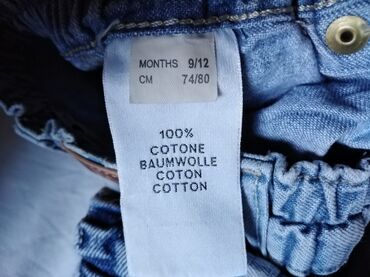 MONTHS 9/12
CM 74/80
100%
COTONE
BAUMWOLLE
COTON
COTTON